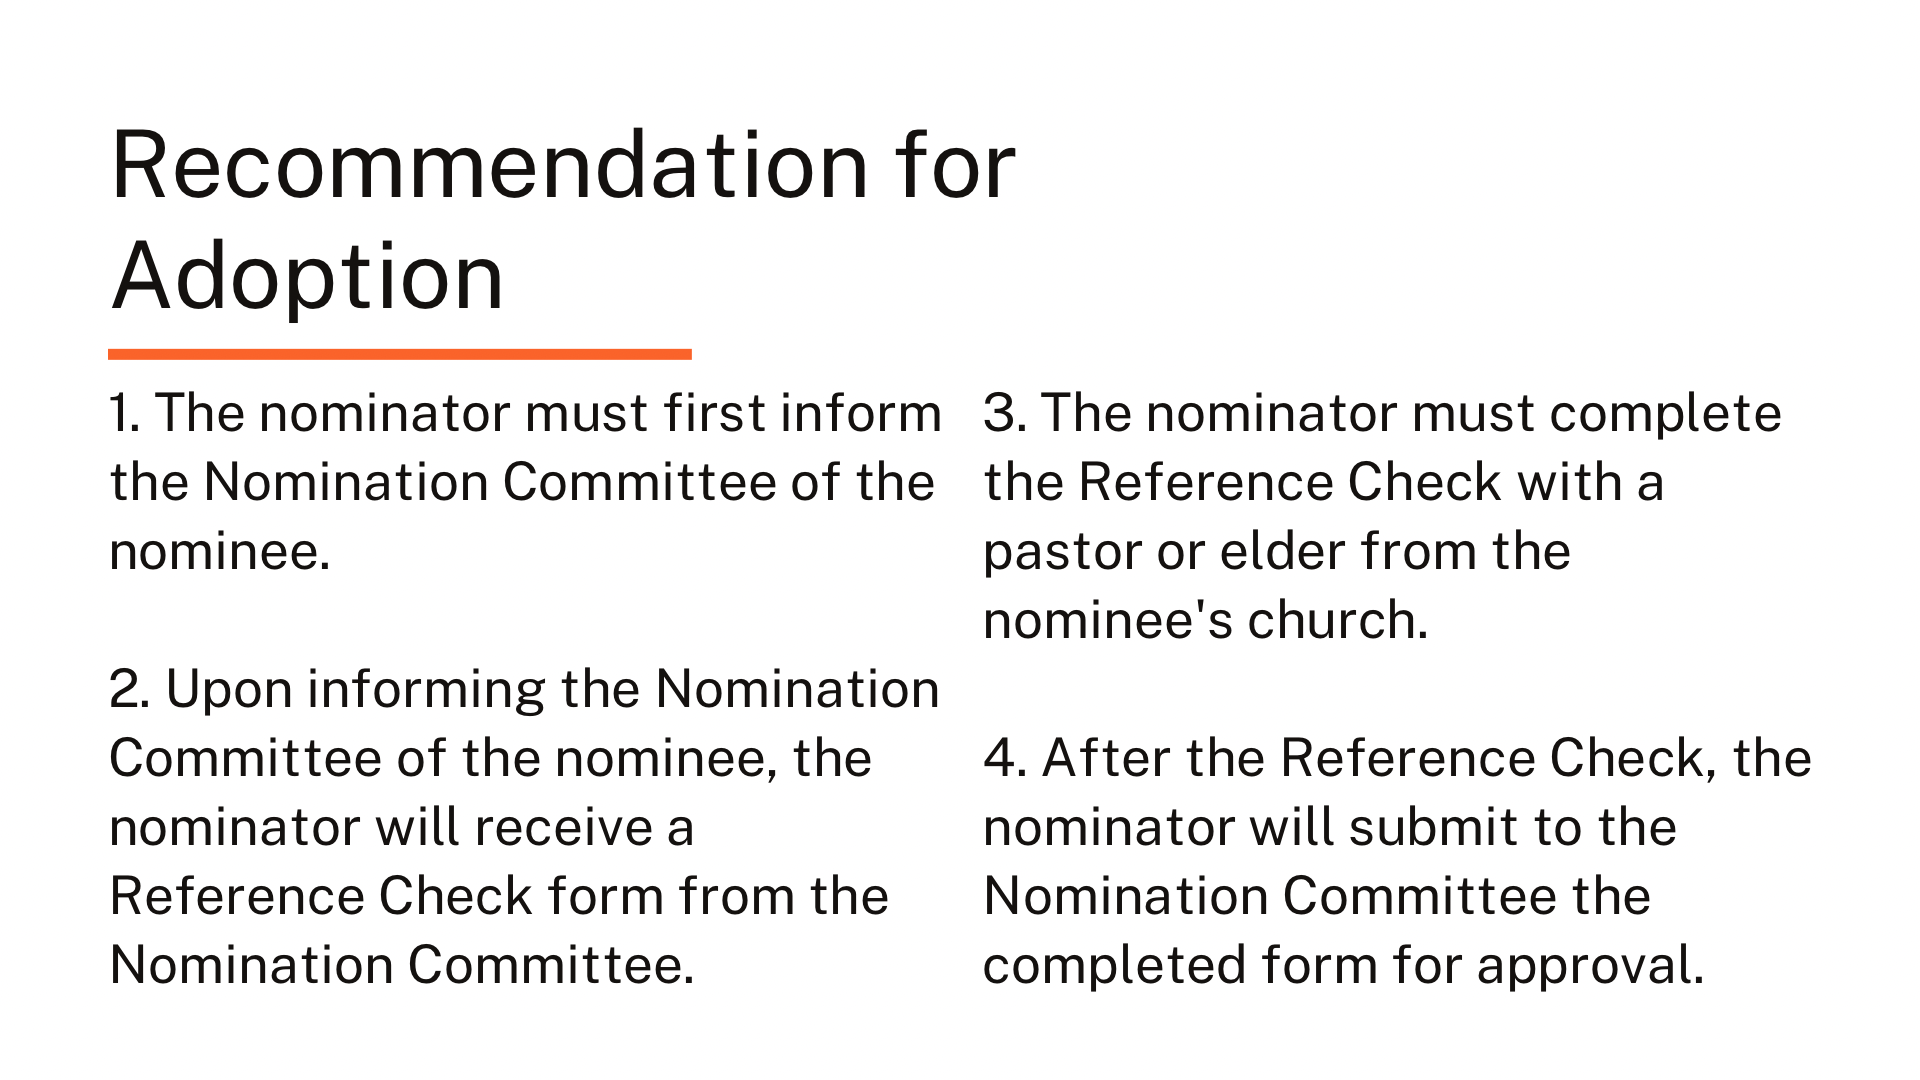 Recommendation for
Adoption
1. The nominator must first inform
the Nomination Committee of the
nominee.
2. Upon informing the Nomination
Committee of the nominee, the
nominator will receive a
Reference Check form from the
Nomination Committee.
3. The nominator must complete
the Reference Check with a
pastor or elder from the
nominee's church.
4. After the Reference Check, the
nominator will submit to the
Nomination Committee the
completed form for approval.